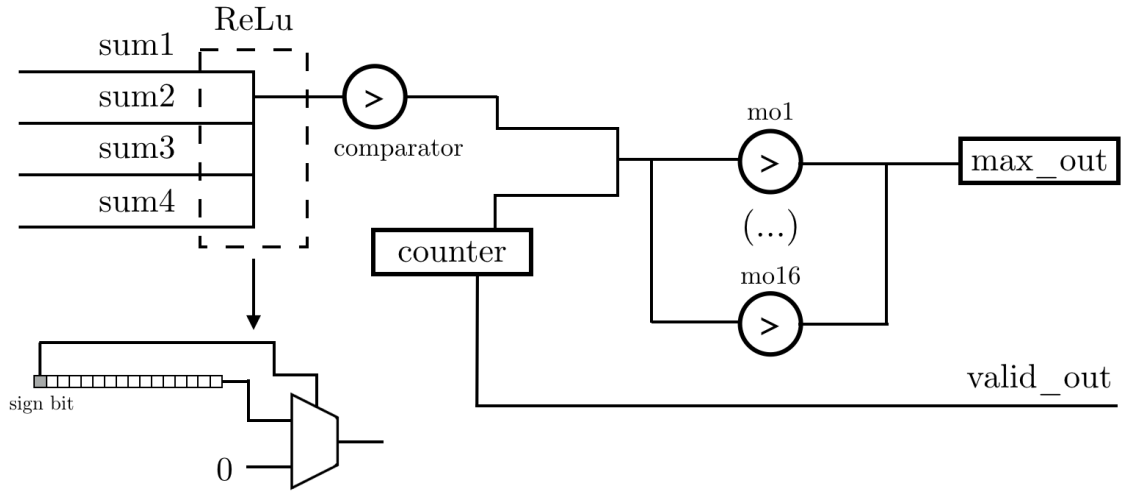 ReLu
sum1
sum2
sum3
sum4
>
comparator
counter
mo1
>
(...)
mo16
>
max_out
valid_out
sign bit
0